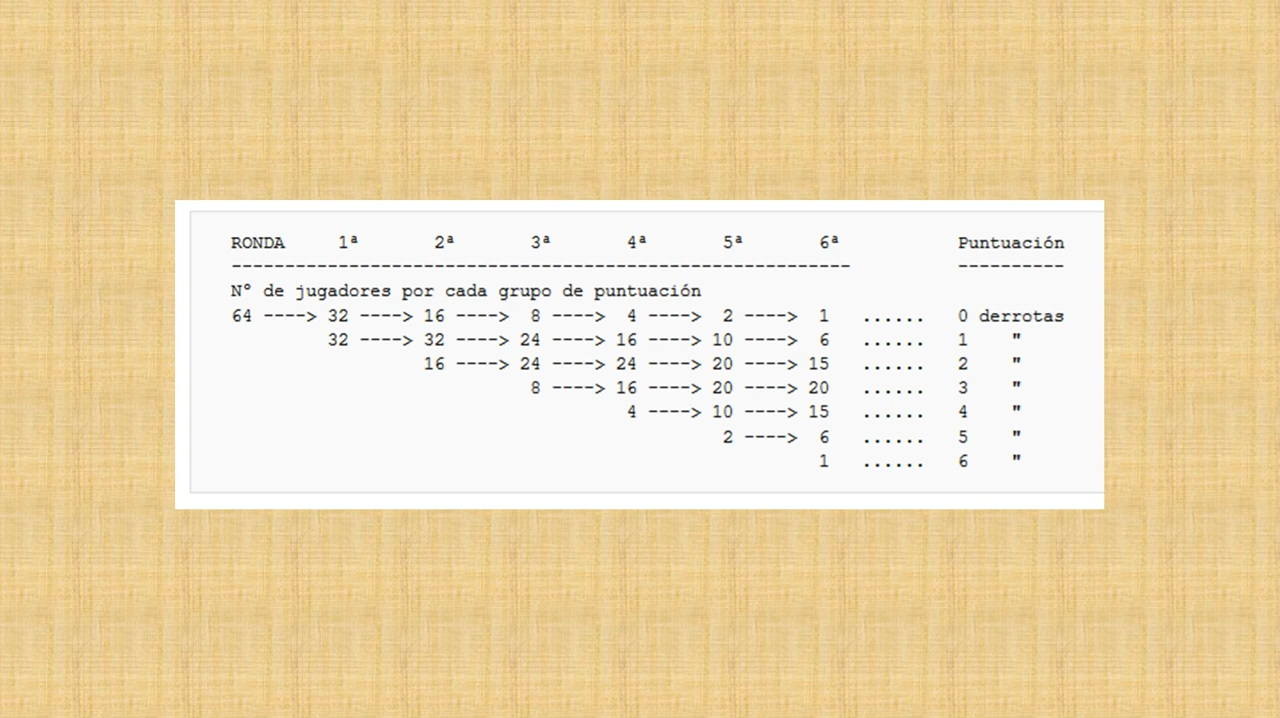 RONDA     1ª       2ª       3ª       4ª       5ª       6ª           Puntuación
----------------------------------------------------------          ----------
Nº de jugadores por cada grupo de puntuación
64 ----> 32 ----> 16 ---->  8 ---->  4 ---->  2 ---->  1   ......   0 derrotas
         32 ----> 32 ----> 24 ----> 16 ----> 10 ---->  6   ......   1    "
                  16 ----> 24 ----> 24 ----> 20 ----> 15   ......   2    "
                            8 ----> 16 ----> 20 ----> 20   ......   3    "
                                     4 ----> 10 ----> 15   ......   4    "
                                              2 ---->  6   ......   5    "
                                                       1   ......   6    "